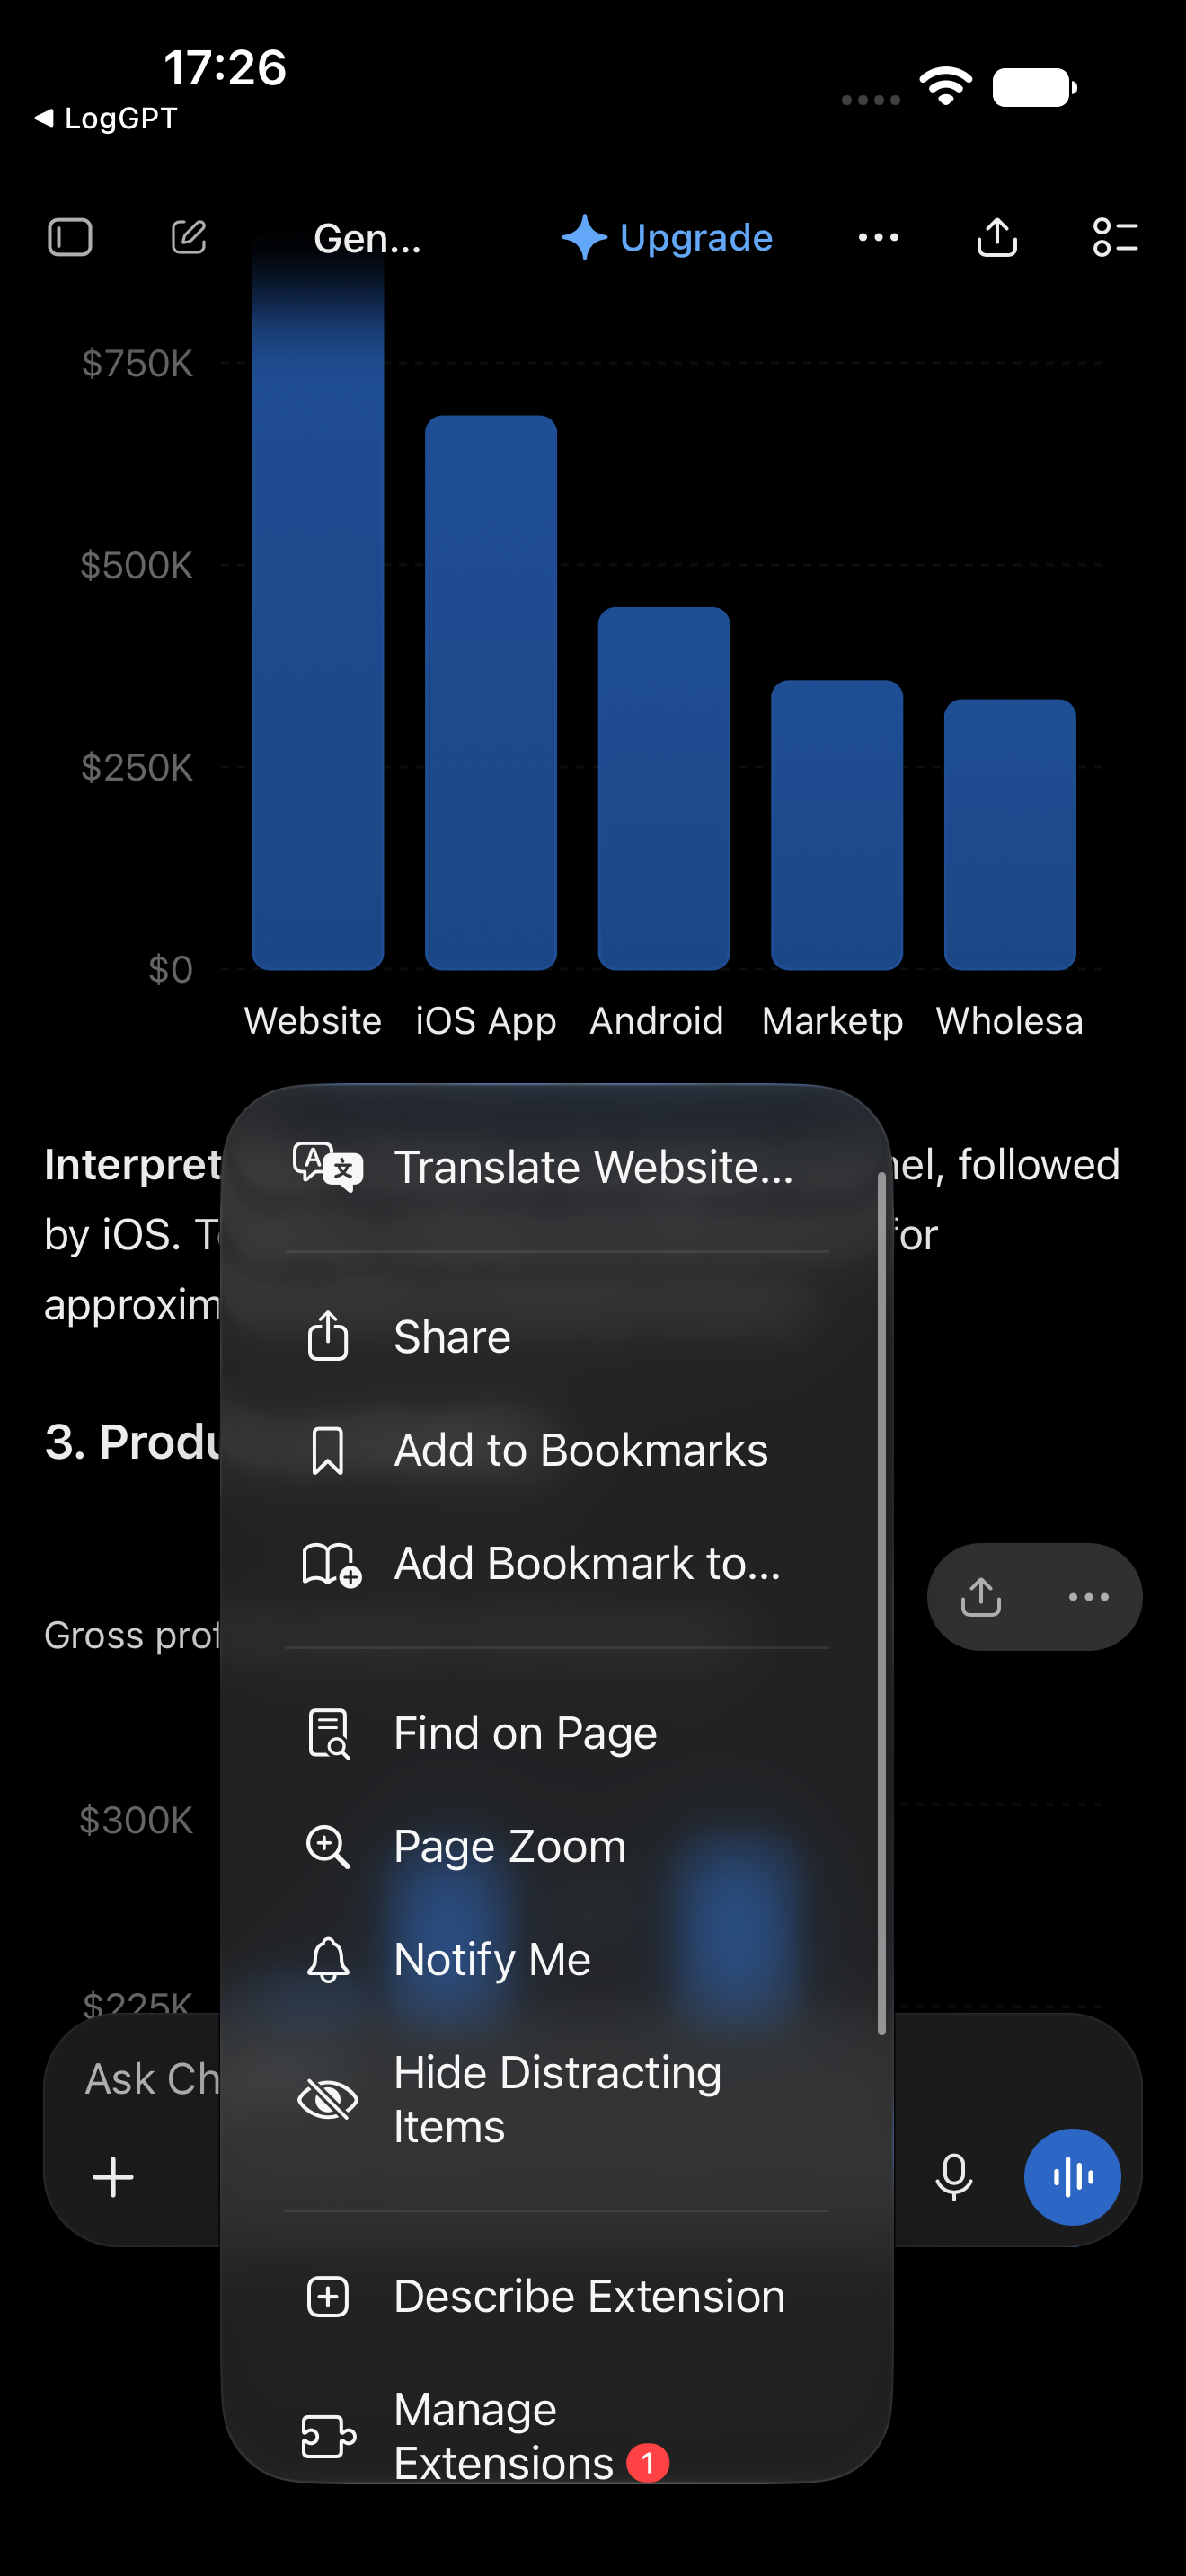 17:26
LogGPT
Gen...
Upgrade
$750K
$500K
$250K
$0
Website iOS App Android Marketp Wholesa
Translate Website...
Interpret
nel, followed
by iOS. T
for
approxim
Share
3. Produ
Add to Bookmarks
Add Bookmark to...
Gross prof
Find on Page
$300K
Page Zoom
Notify Me
$225K
Hide Distracting
Items
Ask Ch
Describe Extension
Manage
Extensions 1